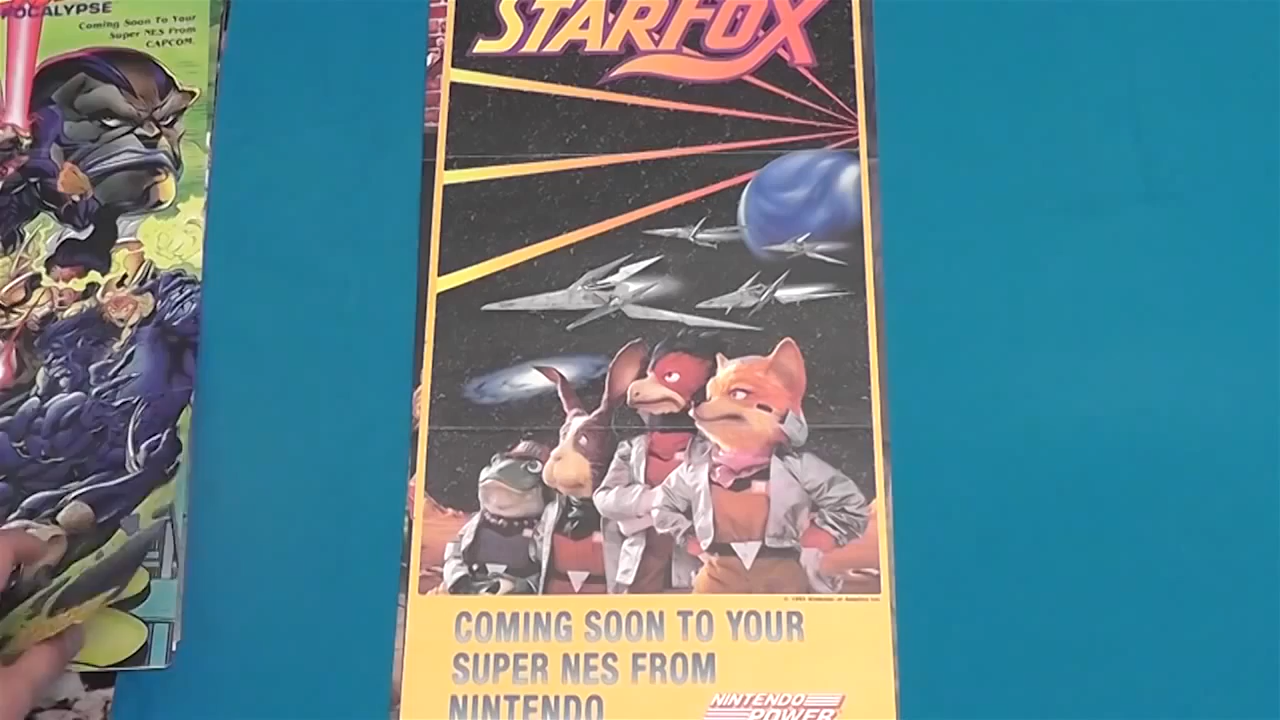 POCALYPSE
Coming Soon To Your
Super NES From
CAPCOM.
STARFOX
COMING SOON TO YOUR
SUPER NES FROM
NINTENDO
NINTENDO
POWER